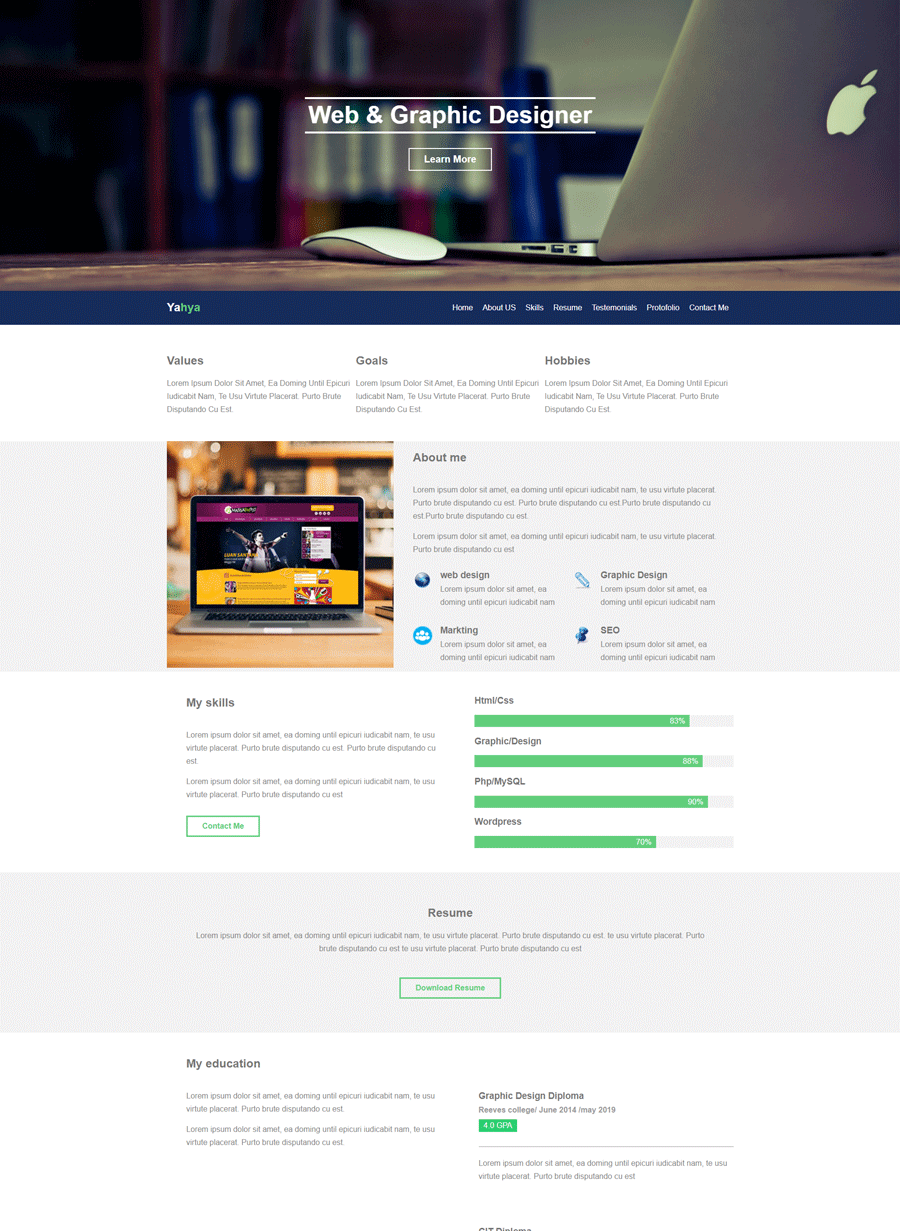 Web & Graphic Designer
Learn More
Yahya
Home About US Skills Resume Testemonials Protofolio Contact Me
Values
Lorem Ipsum Dolor Sit Amet, Ea Doming Until Epicuri
Iudicabit Nam, Te Usu Virtute Placerat. Purto Brute
Disputando Cu Est.
Goals
Lorem Ipsum Dolor Sit Amet, Ea Doming Until Epicuri
Iudicabit Nam, Te Usu Virtute Placerat. Purto Brute
Disputando Cu Est.
Hobbies
Lorem Ipsum Dolor Sit Amet, Ea Doming Until Epicuri
Iudicabit Nam, Te Usu Virtute Placerat. Purto Brute
Disputando Cu Est.
LUAN SANTANA
About me
Lorem ipsum dolor sit amet, ea doming until epicuri iudicabit nam, te usu virtute placerat.
Purto brute disputando cu est. Purto brute disputando cu est.Purto brute disputando cu
est.Purto brute disputando cu est.
Lorem ipsum dolor sit amet, ea doming until epicuri iudicabit nam, te usu virtute placerat.
Purto brute disputando cu est
web design
Lorem ipsum dolor sit amet, ea
doming until epicuri iudicabit nam
Graphic Design
Lorem ipsum dolor sit amet, ea
doming until epicuri iudicabit nam
Markting
Lorem ipsum dolor sit amet, ea
doming until epicuri iudicabit nam
SEO
Lorem ipsum dolor sit amet, ea
doming until epicuri iudicabit nam
My skills
Lorem ipsum dolor sit amet, ea doming until epicuri iudicabit nam, te usu
virtute placerat. Purto brute disputando cu est. Purto brute disputando cu
est.
Lorem ipsum dolor sit amet, ea doming until epicuri iudicabit nam, te usu
virtute placerat. Purto brute disputando cu est
Contact Me
Html/Css
83%
Graphic/Design
88%
Php/MySQL
90%
Wordpress
70%
Resume
Lorem ipsum dolor sit amet, ea doming until epicuri iudicabit nam, te usu virtute placerat. Purto brute disputando cu est. te usu virtute placerat. Purto
brute disputando cu est te usu virtute placerat. Purto brute disputando cu est
Download Resume
My education
Lorem ipsum dolor sit amet, ea doming until epicuri iudicabit nam, te usu
virtute placerat. Purto brute disputando cu est.
Lorem ipsum dolor sit amet, ea doming until epicuri iudicabit nam, te usu
virtute placerat. Purto brute disputando cu est.
Graphic Design Diploma
Reeves college/ June 2014 /may 2019
4.0 GPA
Lorem ipsum dolor sit amet, ea doming until epicuri iudicabit nam, te usu
virtute placerat. Purto brute disputando cu est